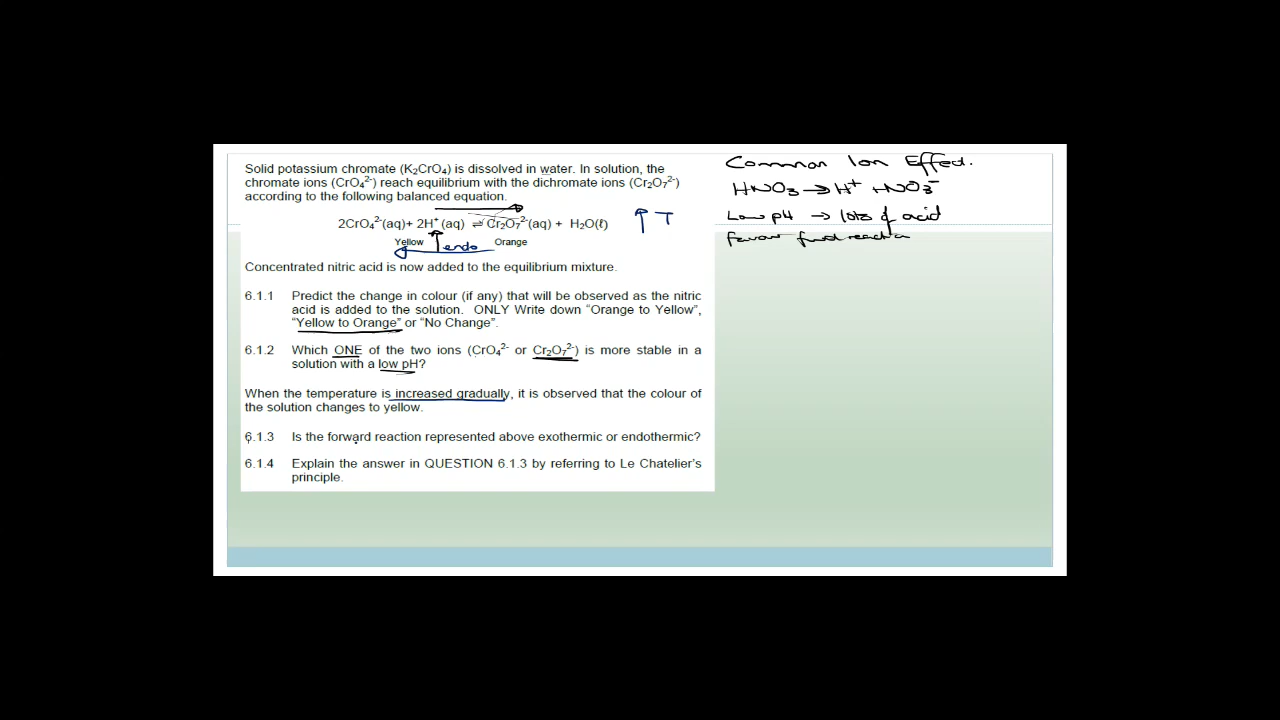 Solid potassium chromate (K₂CrO₄) is dissolved in water. In solution, the
chromate ions (CrO₄²⁻) reach equilibrium with the dichromate ions (Cr₂O₇²⁻)
according to the following balanced equation.
2CrO₄²⁻(aq)+ 2H⁺ (aq) ⇌ Cr₂O₇²⁻(aq) + H₂O(ℓ)
Yellow Orange
endo
↑ T
Concentrated nitric acid is now added to the equilibrium mixture.
6.1.1 Predict the change in colour (if any) that will be observed as the nitric
acid is added to the solution. ONLY Write down “Orange to Yellow”,
“Yellow to Orange” or “No Change”.
6.1.2 Which ONE of the two ions (CrO₄²⁻ or Cr₂O₇²⁻) is more stable in a
solution with a low pH?
When the temperature is increased gradually, it is observed that the colour of
the solution changes to yellow.
6.1.3 Is the forward reaction represented above exothermic or endothermic?
6.1.4 Explain the answer in QUESTION 6.1.3 by referring to Le Chatelier’s
principle.
Common Ion Effect.
HNO₃ → H⁺ + NO₃⁻
Low pH → lots of acid
favour reaction